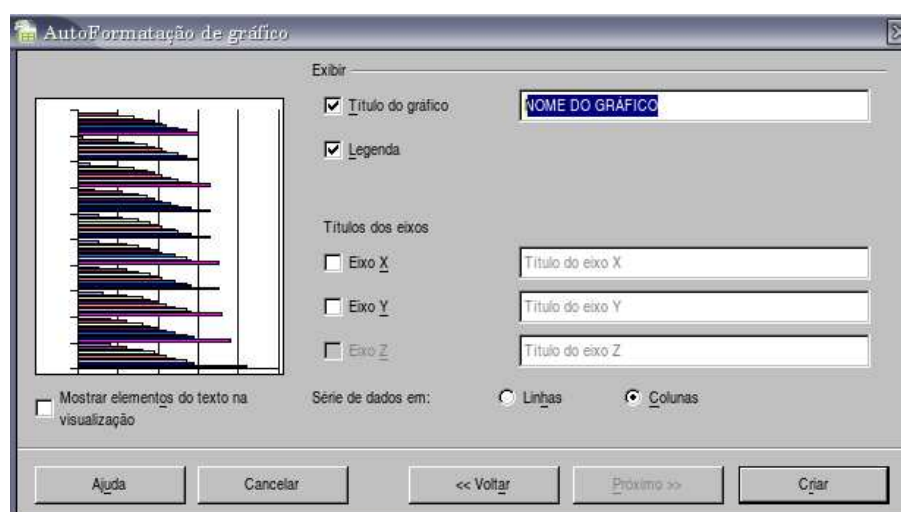 AutoFormatação de gráfico
Exibir
Título do gráfico
NOME DO GRÁFICO
Legenda
Títulos dos eixos
Eixo X
Título do eixo X
Eixo Y
Título do eixo Y
Eixo Z
Título do eixo Z
Mostrar elementos do texto na
visualização
Série de dados em:
Linhas
Colunas
Ajuda
Cancelar
<< Voltar
Próximo >>
Criar